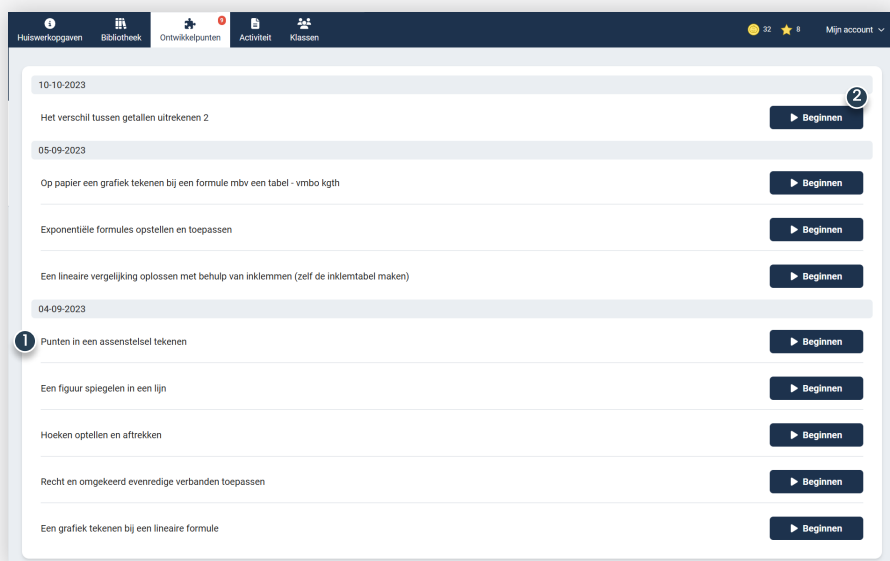 Huiswerkopgaven Bibliotheek Ontwikkelpunten 9 Activiteit Klassen 32 8 Mijn account
10-10-2023
2
Het verschil tussen getallen uitrekenen 2 Beginnen
05-09-2023
Op papier een grafiek tekenen bij een formule mbv een tabel - vmbo kgth Beginnen
Exponentiële formules opstellen en toepassen Beginnen
Een lineaire vergelijking oplossen met behulp van inklemmen (zelf de inklemtabel maken) Beginnen
04-09-2023
1 Punten in een assenstelsel tekenen Beginnen
Een figuur spiegelen in een lijn Beginnen
Hoeken optellen en aftrekken Beginnen
Recht en omgekeerd evenredige verbanden toepassen Beginnen
Een grafiek tekenen bij een lineaire formule Beginnen